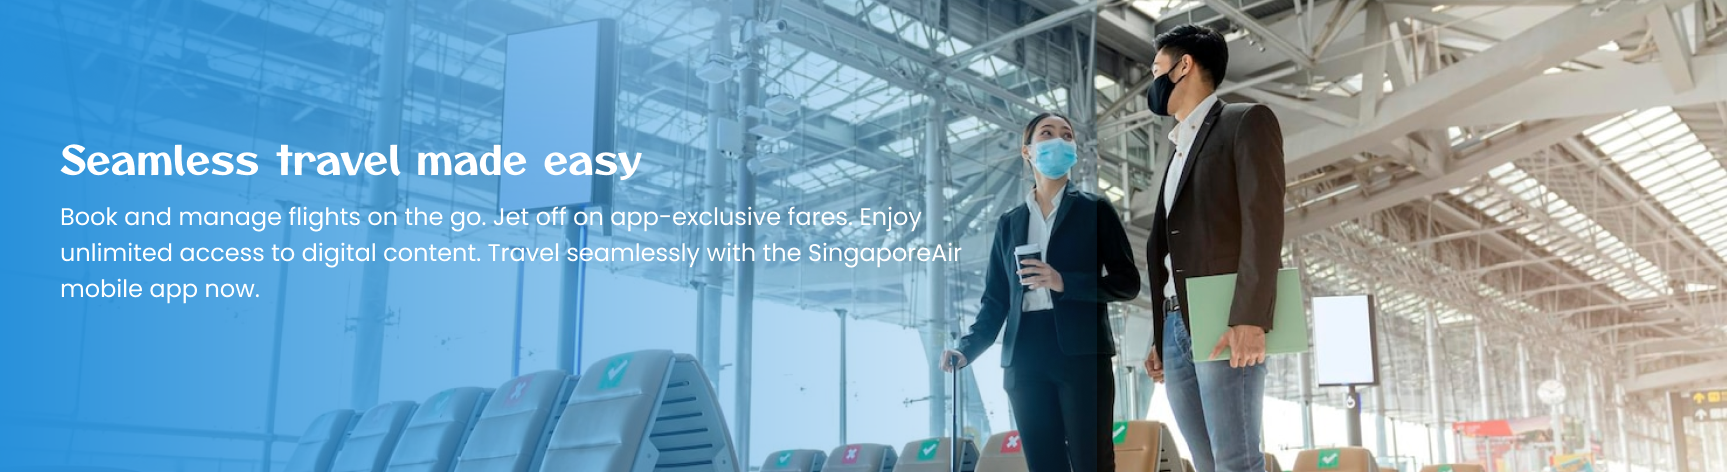 Seamless travel made easy
Book and manage flights on the go. Jet off on app-exclusive fares. Enjoy
unlimited access to digital content. Travel seamlessly with the SingaporeAir
mobile app now.